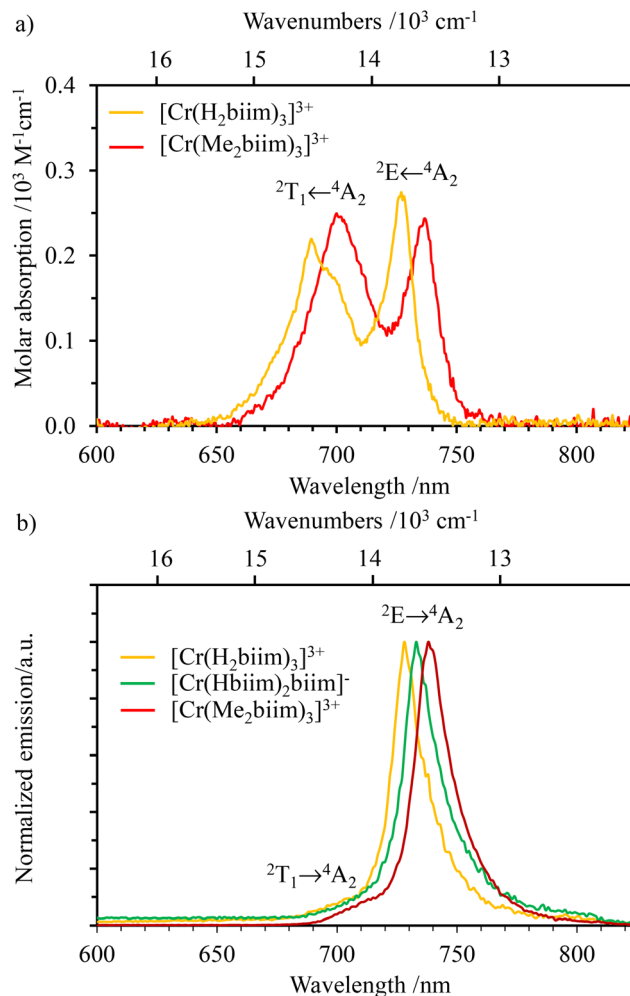 a)
Wavenumbers /10³ cm⁻¹
16 15 14 13
0.4
[Cr(H₂biim)₃]³⁺
[Cr(Me₂biim)₃]³⁺
²T₁←⁴A₂
²E←⁴A₂
0.3
0.2
0.1
0.0
Molar absorption /10³ M⁻¹cm⁻¹
600 650 700 750 800
Wavelength /nm
b)
Wavenumbers /10³ cm⁻¹
16 15 14 13
²E→⁴A₂
[Cr(H₂biim)₃]³⁺
[Cr(Hbiim)₂biim]⁻
[Cr(Me₂biim)₃]³⁺
²T₁→⁴A₂
Normalized emission/a.u.
600 650 700 750 800
Wavelength /nm